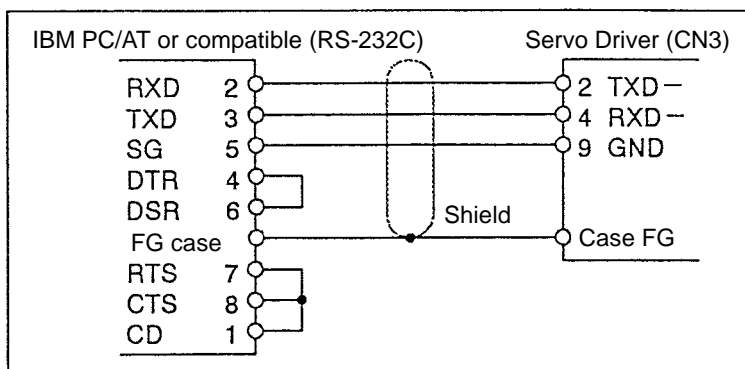 IBM PC/AT or compatible (RS-232C) Servo Driver (CN3)
RXD 2 2 TXD−
TXD 3 4 RXD−
SG 5 9 GND
DTR 4
DSR 6
Shield
FG case Case FG
RTS 7
CTS 8
CD 1